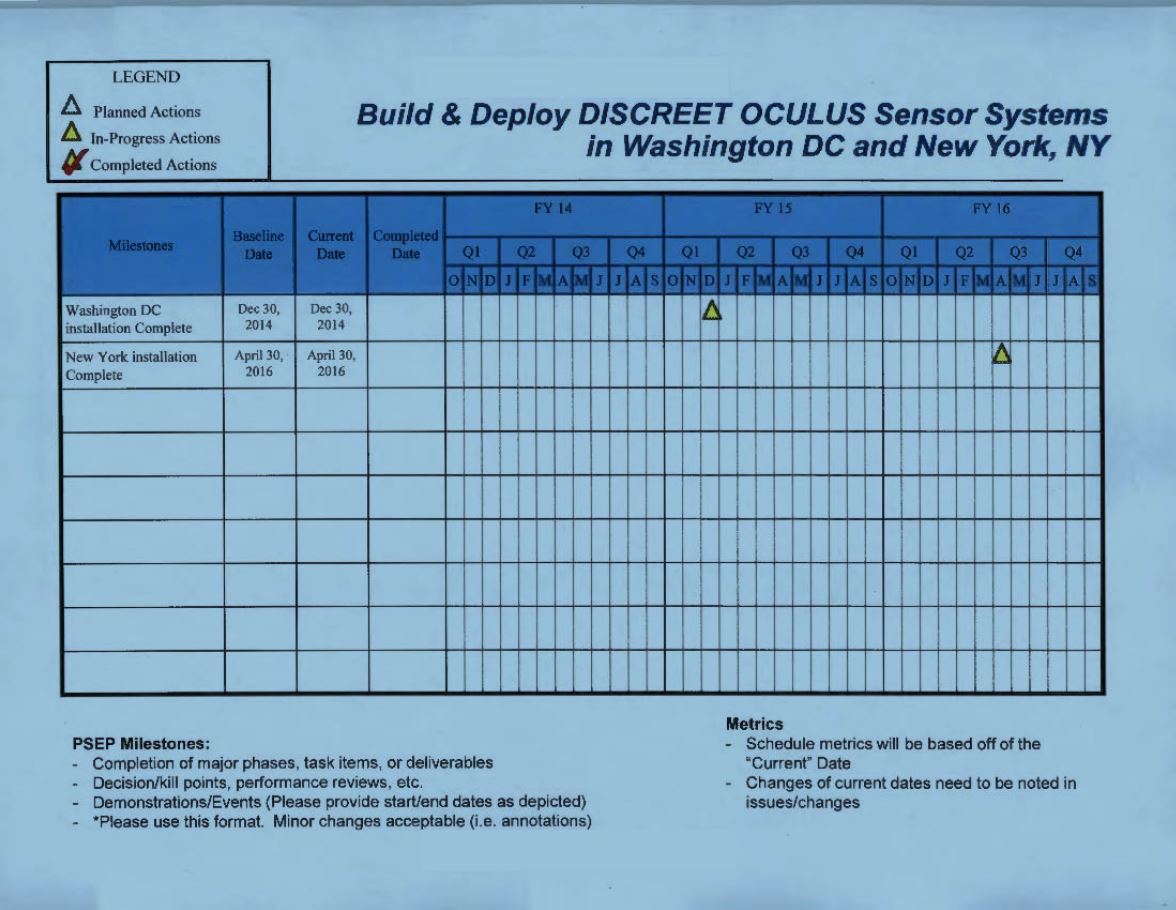 LEGEND
Planned Actions
In-Progress Actions
Completed Actions
Build & Deploy DISCREET OCULUS Sensor Systems
in Washington DC and New York, NY
Milestones
Baseline
Date
Current
Date
Completed
Date
FY 14
FY 15
FY 16
Q1 Q2 Q3 Q4 Q1 Q2 Q3 Q4 Q1 Q2 Q3 Q4
O N D J F M A M J J A S O N D J F M A M J J A S O N D J F M A M J J A S
Washington DC
installation Complete
Dec 30,
2014
Dec 30,
2014
New York installation
Complete
April 30,
2016
April 30,
2016
PSEP Milestones:
- Completion of major phases, task items, or deliverables
- Decision/kill points, performance reviews, etc.
- Demonstrations/Events (Please provide start/end dates as depicted)
- *Please use this format. Minor changes acceptable (i.e. annotations)
Metrics
- Schedule metrics will be based off of the
"Current" Date
- Changes of current dates need to be noted in
issues/changes